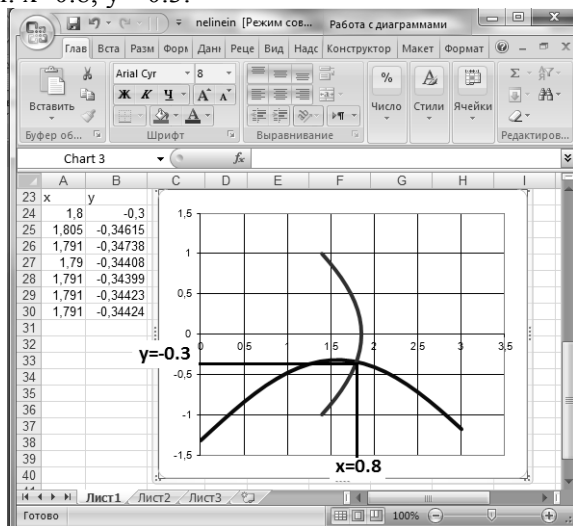 nelinein [Режим сов... Работа с диаграммами
Глав Вста Разм Форм Данн Реце Вид Надс Конструктор Макет Формат
Вставить
Arial Cyr 8
Ж К Ч A A
%
Число Стили Ячейки
Буфер об... Шрифт Выравнивание Редактиров...
Chart 3 fx
A B C D E F G H I
23 x y
24 1,8 -0,3
25 1,805 -0,34615
26 1,791 -0,34738
27 1,79 -0,34408
28 1,791 -0,34399
29 1,791 -0,34423
30 1,791 -0,34424
31
32
33
34
35
36
37
38
39
40
1,5
1
0,5
0
0 0,5 1 1,5 2 2,5 3 3,5
y=-0.3
-0,5
-1
-1,5
x=0.8
Лист1 Лист2 Лист3
Готово 100%